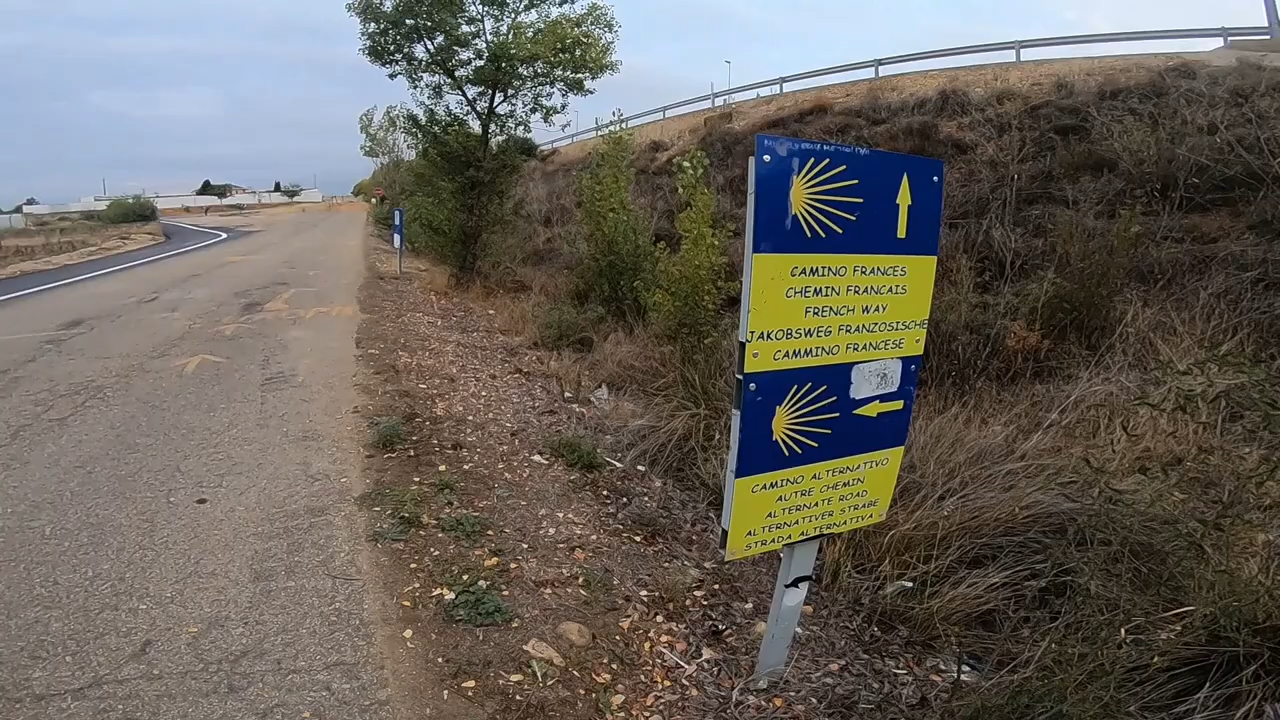 CAMINO FRANCES
CHEMIN FRANCAIS
FRENCH WAY
JAKOBSWEG FRANZOSISCHE
CAMMINO FRANCESE
CAMINO ALTERNATIVO
AUTRE CHEMIN
ALTERNATE ROAD
ALTERNATIVER STRABE
STRADA ALTERNATIVA